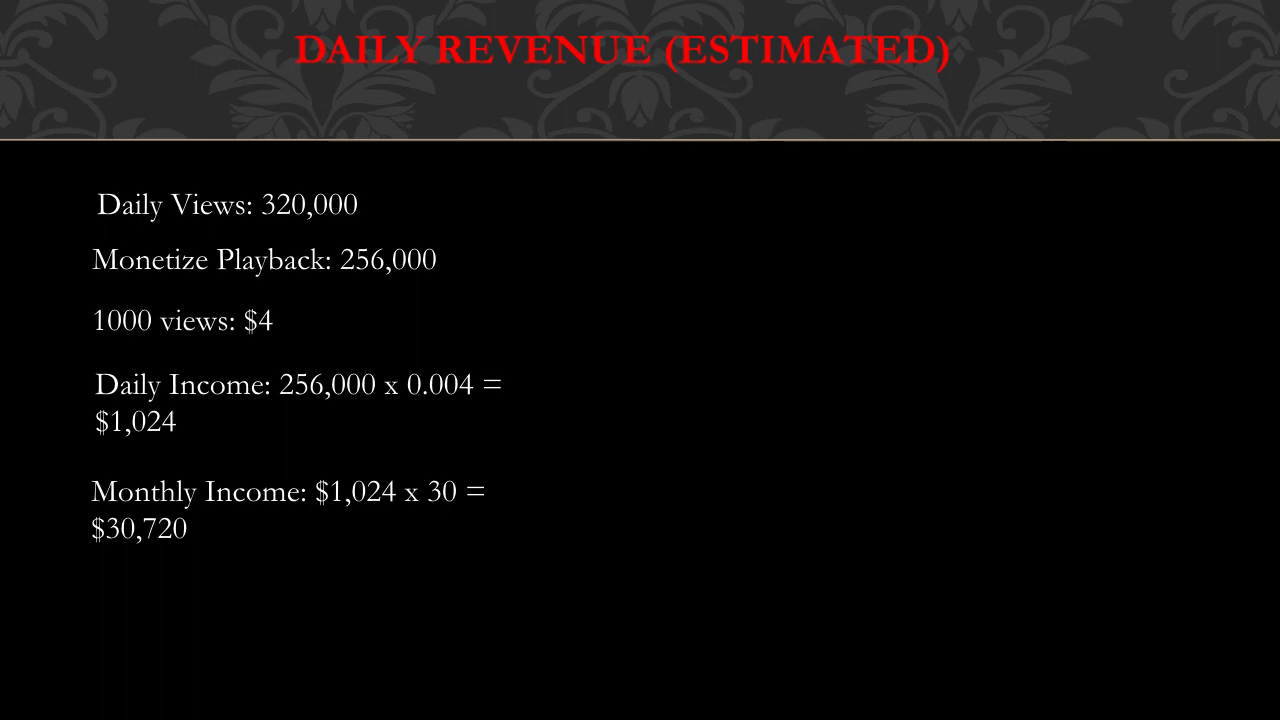 DAILY REVENUE (ESTIMATED)
Daily Views: 320,000
Monetize Playback: 256,000
1000 views: $4
Daily Income: 256,000 x 0.004 =
$1,024
Monthly Income: $1,024 x 30 =
$30,720